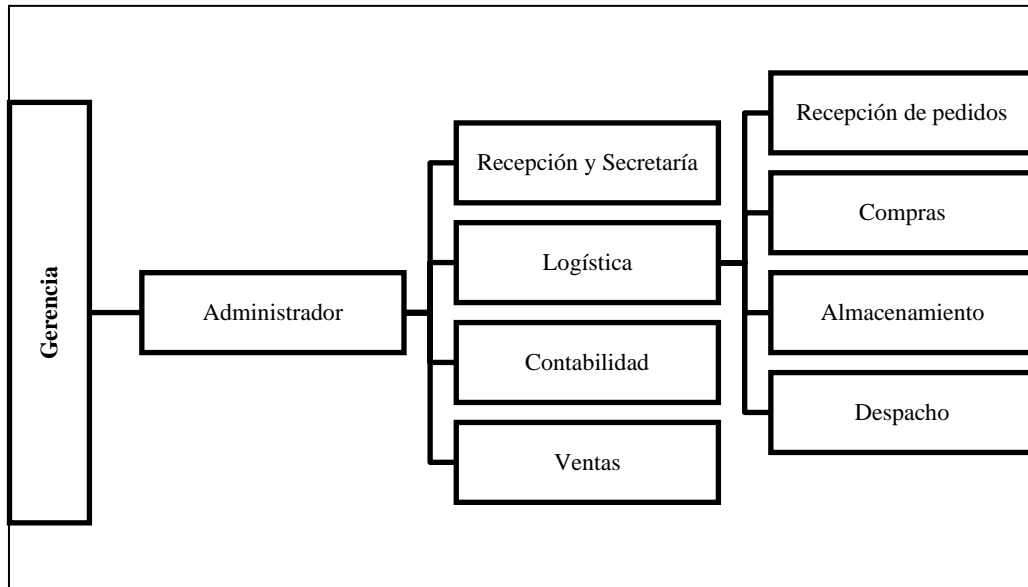 Gerencia
Administrador
Recepción y Secretaría
Logística
Contabilidad
Ventas
Recepción de pedidos
Compras
Almacenamiento
Despacho